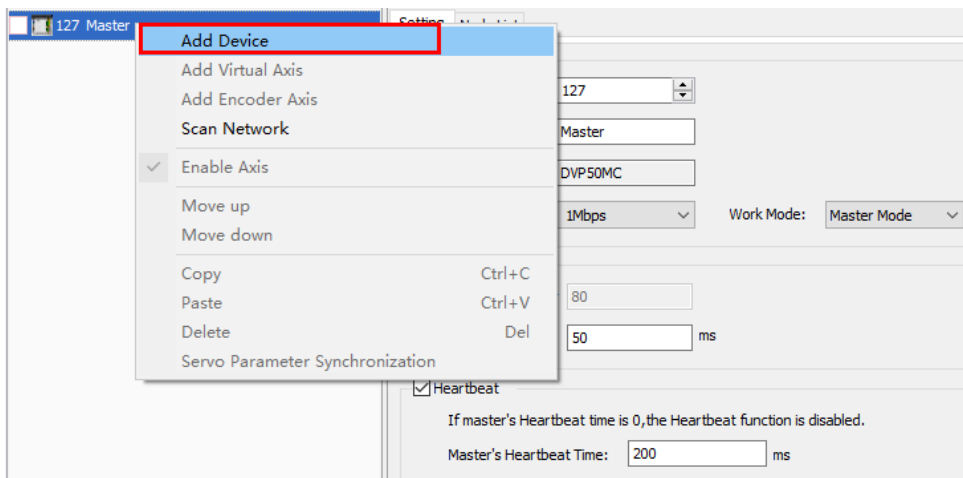 127 Master
Setting
Add Device
Add Virtual Axis
Add Encoder Axis
Scan Network
Enable Axis
Move up
Move down
Copy Ctrl+C
Paste Ctrl+V
Delete Del
Servo Parameter Synchronization
127
Master
DVP50MC
1Mbps Work Mode: Master Mode
80
50 ms
Heartbeat
If master's Heartbeat time is 0,the Heartbeat function is disabled.
Master's Heartbeat Time: 200 ms